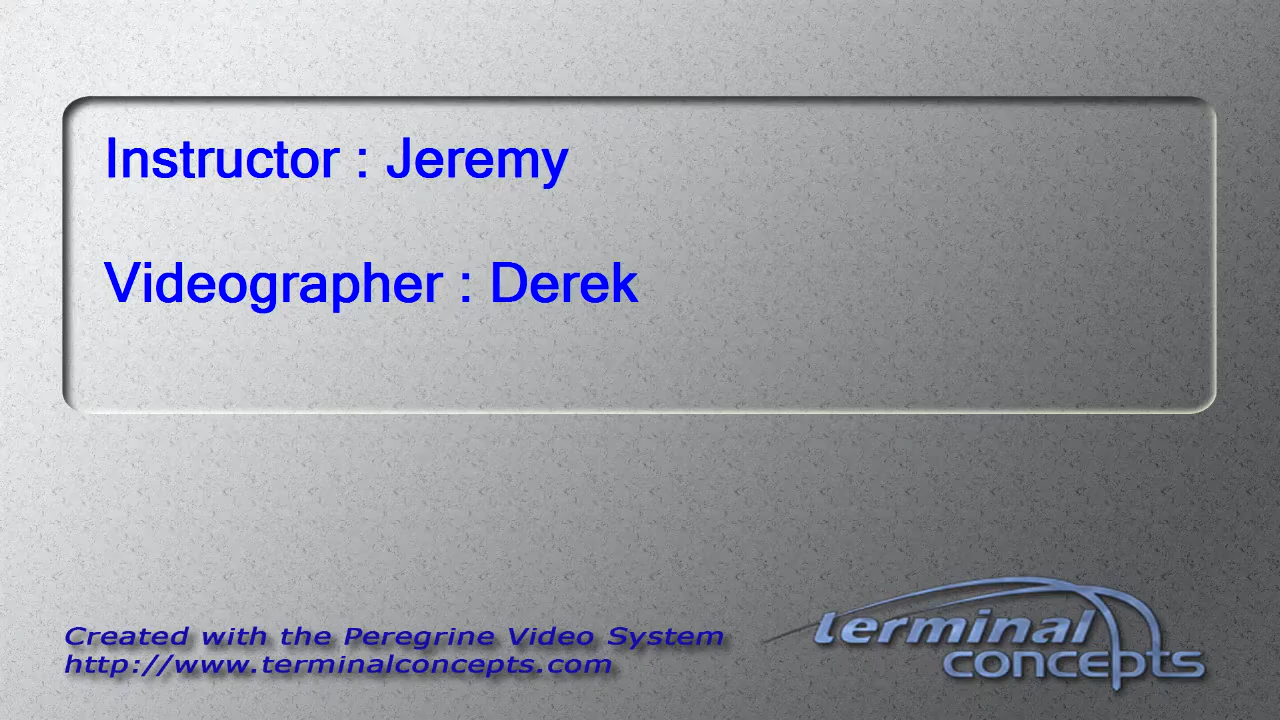 Instructor : Jeremy
Videographer : Derek
Created with the Peregrine Video System
http://www.terminalconcepts.com
terminal
concepts